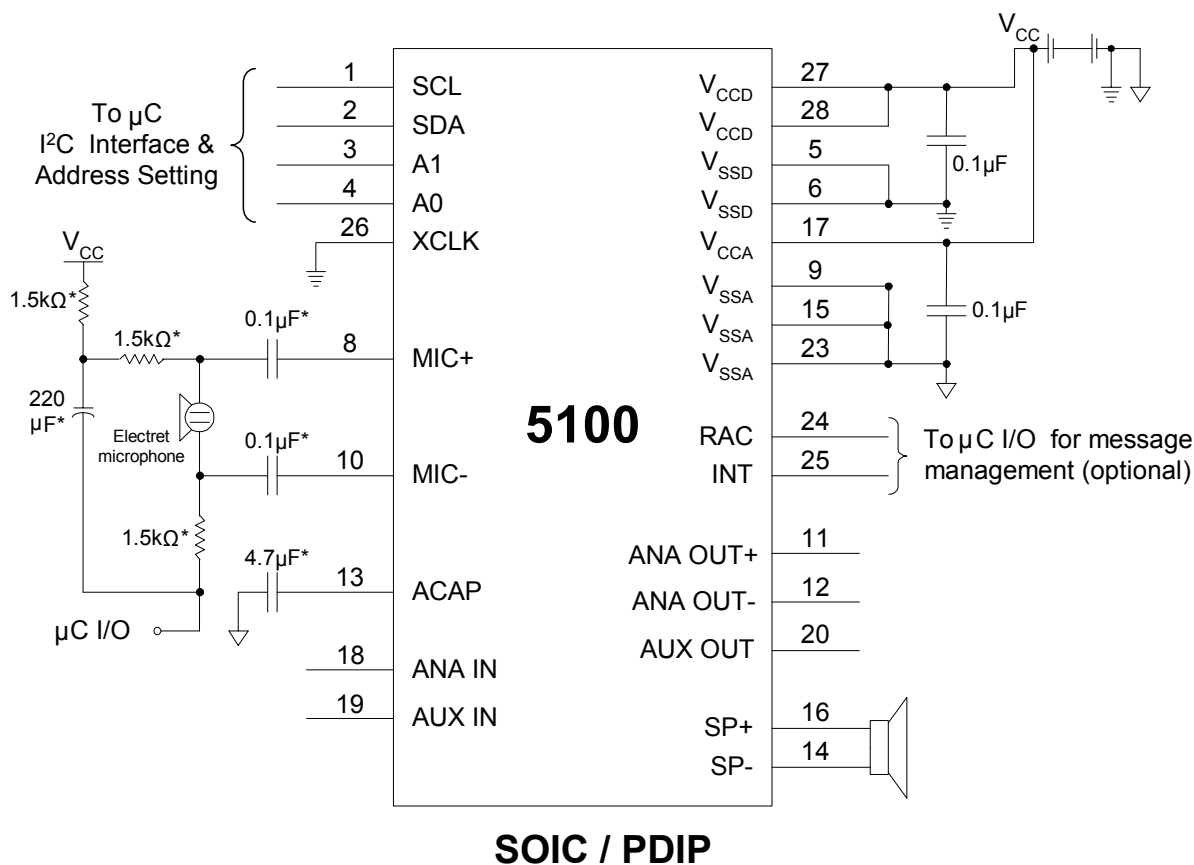 To µC
I²C Interface &
Address Setting
1 SCL
2 SDA
3 A1
4 A0
26 XCLK
V_CC
1.5kΩ*
1.5kΩ*
0.1µF*
8 MIC+
220
µF*
Electret
microphone
0.1µF*
10 MIC-
1.5kΩ*
4.7µF*
13 ACAP
µC I/O
18 ANA IN
19 AUX IN
5100
V_CC
V_CCD 27
V_CCD 28
V_SSD 5
V_SSD 6
0.1µF
V_CCA 17
V_SSA 9
V_SSA 15
V_SSA 23
0.1µF
RAC 24
INT 25
To µC I/O for message
management (optional)
ANA OUT+ 11
ANA OUT- 12
AUX OUT 20
SP+ 16
SP- 14
SOIC / PDIP